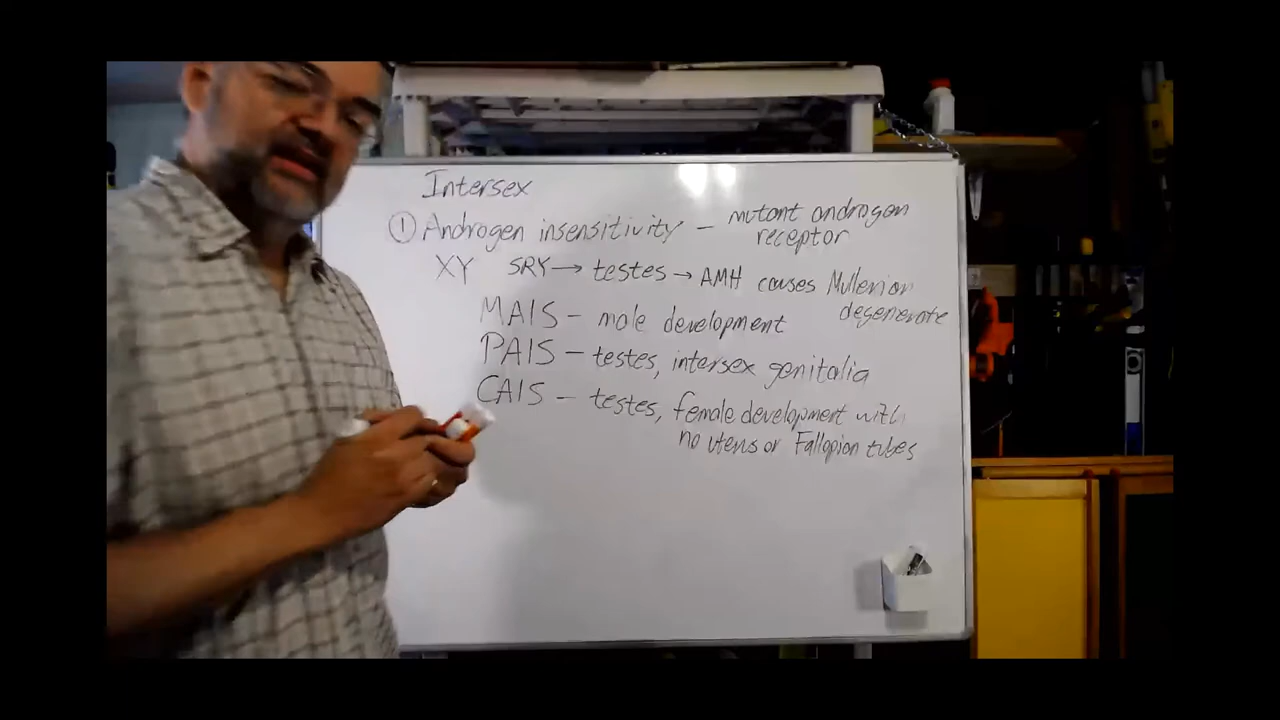 Intersex
① Androgen insensitivity – mutant androgen receptor
XY SRY → testes → AMH causes Mullerian degenerate
MAIS – male development
PAIS – testes, intersex genitalia
CAIS – testes, female development with
no uterus or Fallopian tubes